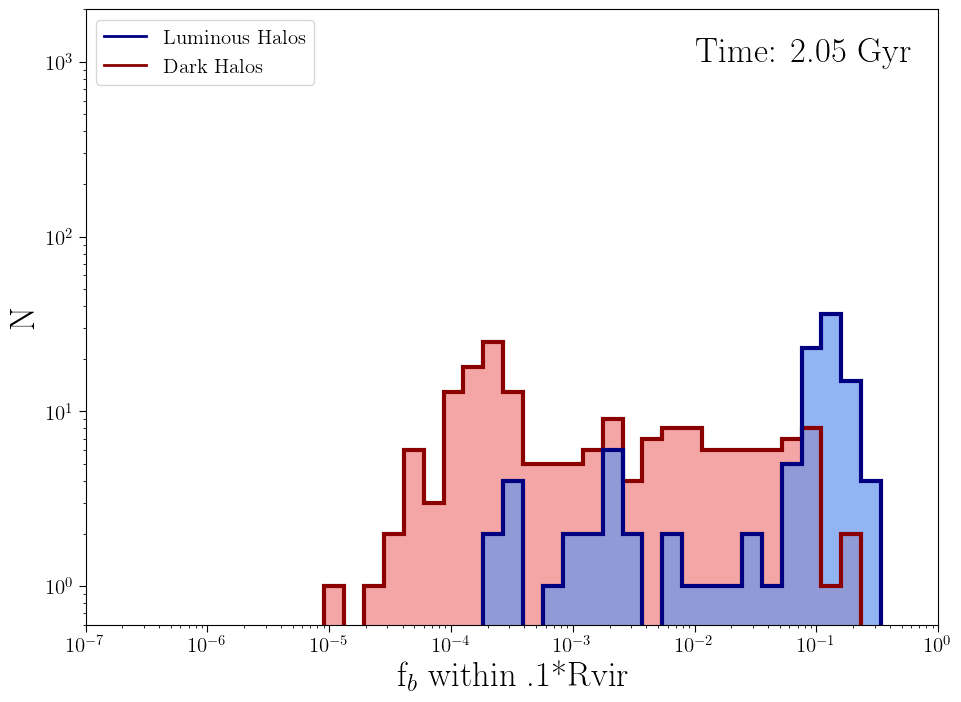 Luminous Halos
Dark Halos
Time: 2.05 Gyr
N
10³
10²
10¹
10⁰
10⁻⁷ 10⁻⁶ 10⁻⁵ 10⁻⁴ 10⁻³ 10⁻² 10⁻¹ 10⁰
f_b within .1*Rvir